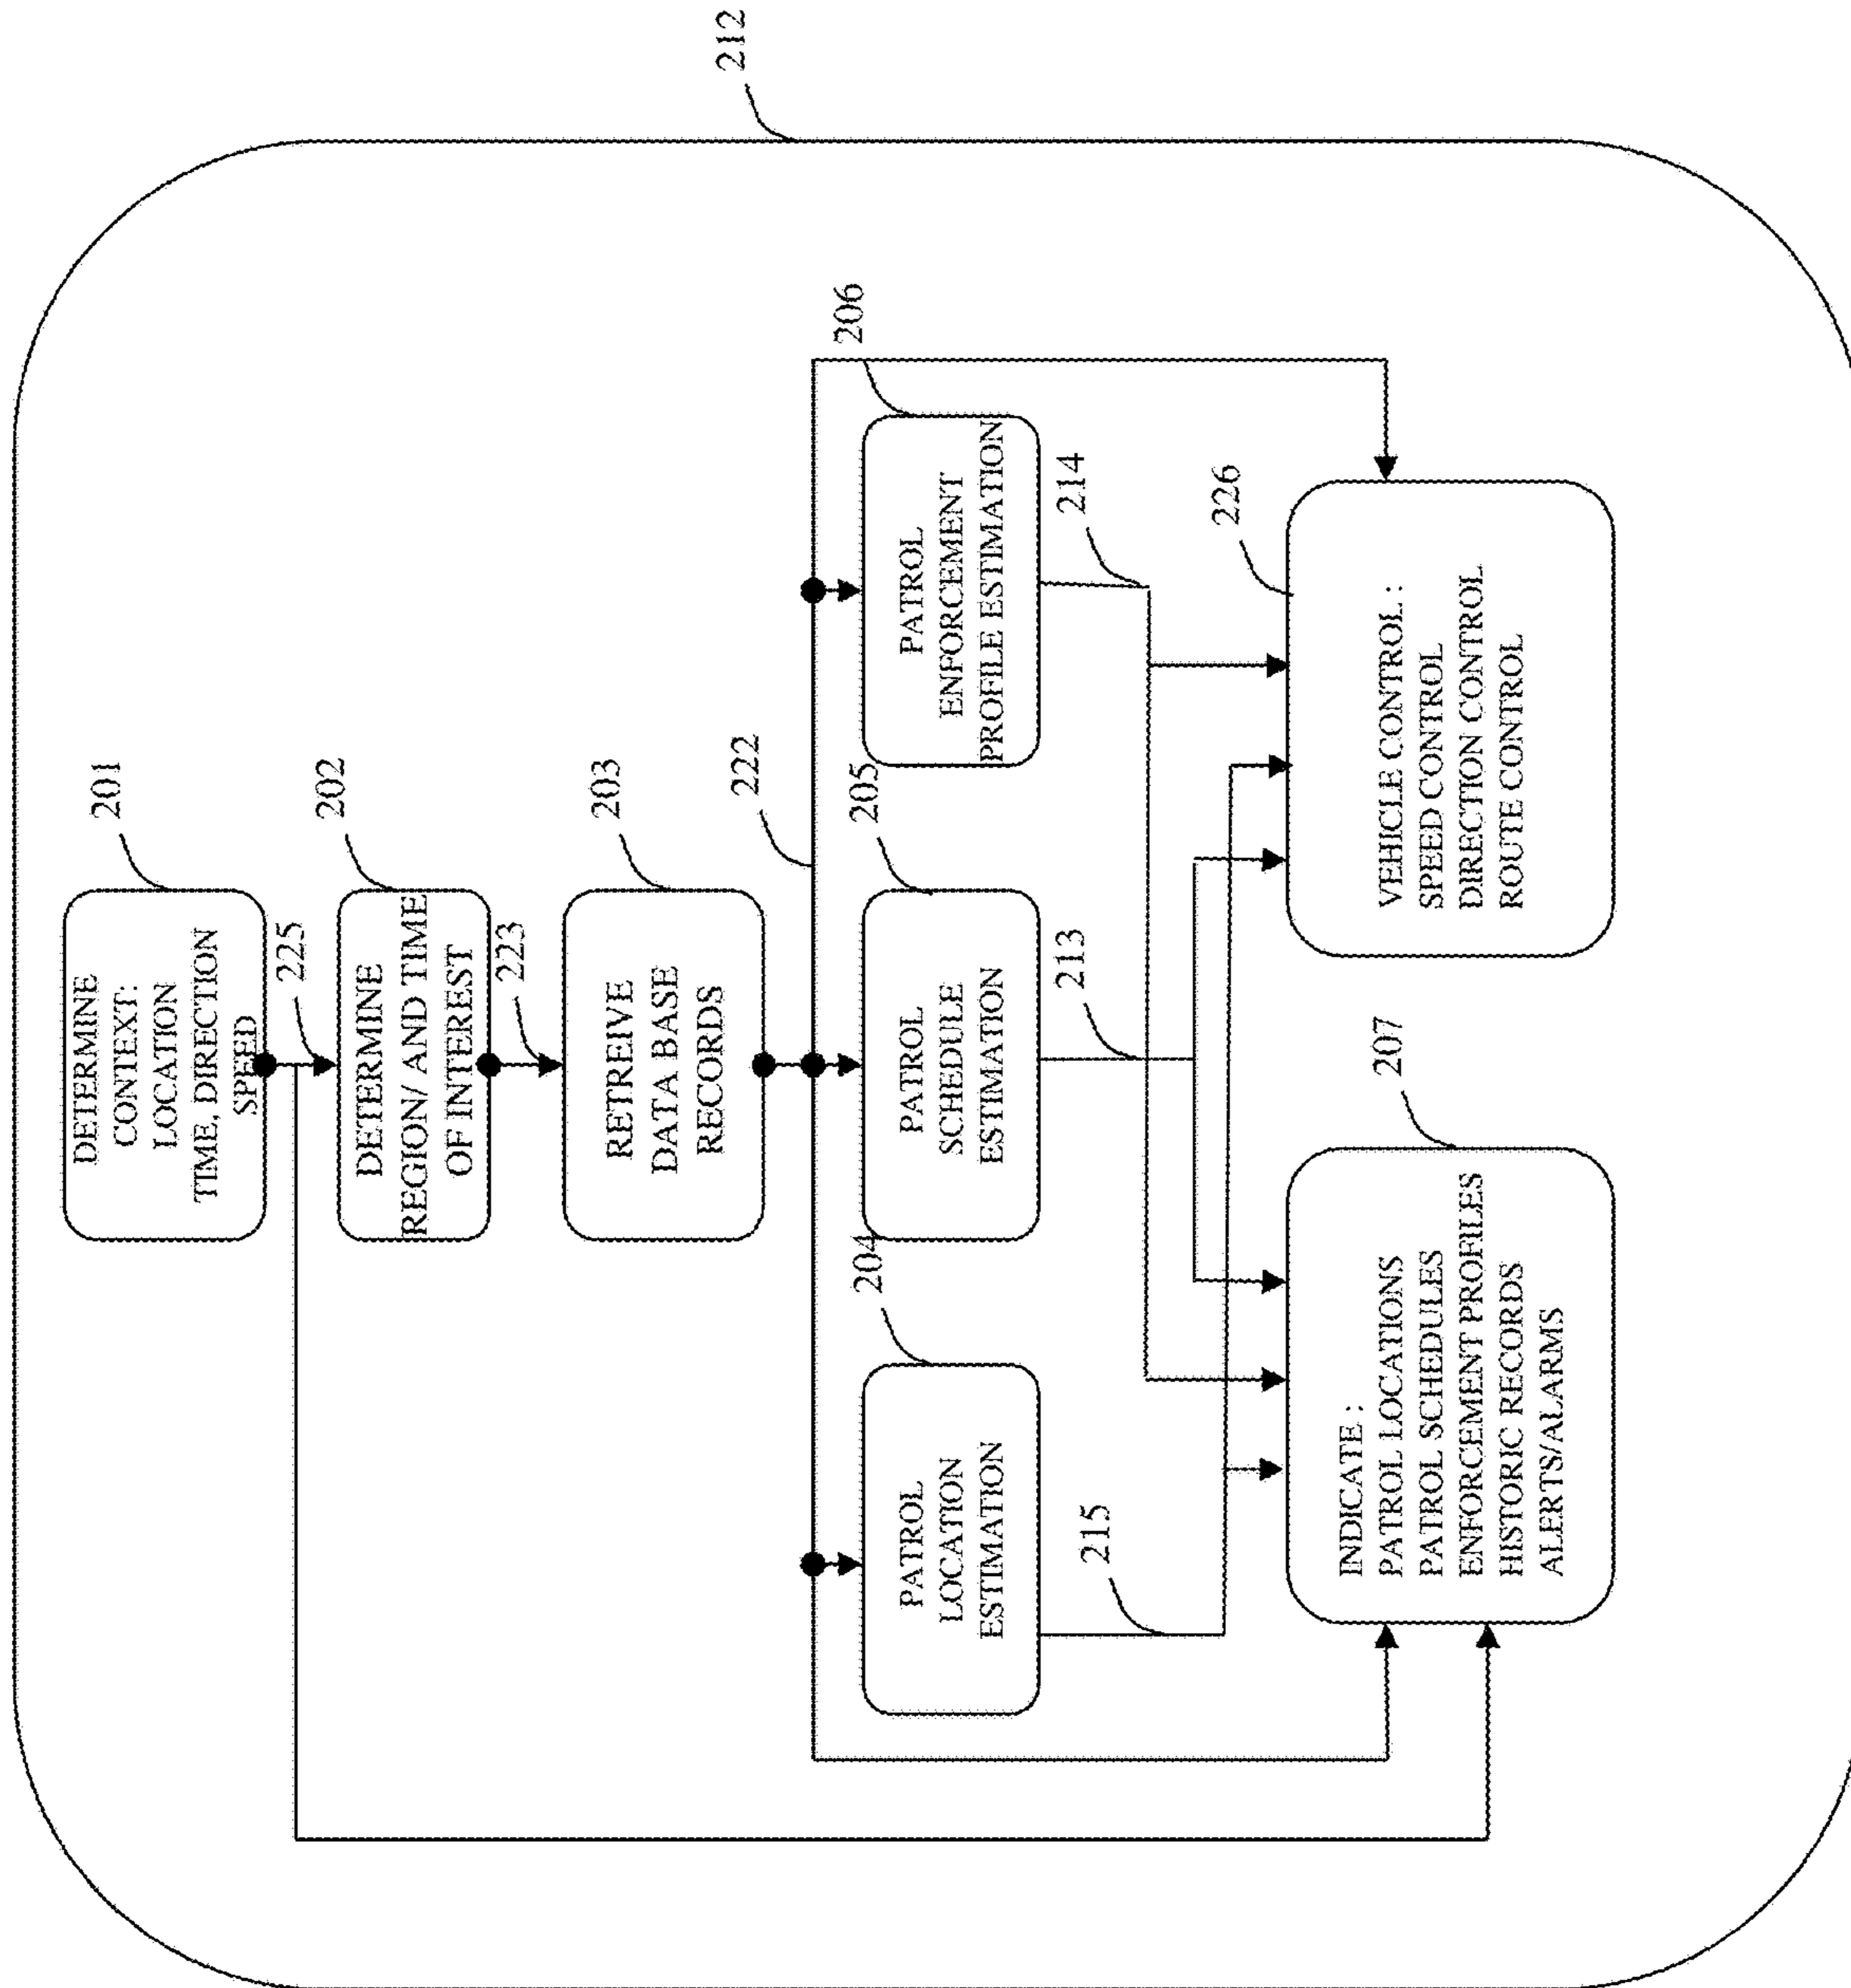 212
201
DETERMINE
CONTEXT:
LOCATION
TIME, DIRECTION
SPEED
225
202
DETERMINE
REGION/ AND TIME
OF INTEREST
223
203
RETREIVE
DATA BASE
RECORDS
222
204
PATROL
LOCATION
ESTIMATION
205
PATROL
SCHEDULE
ESTIMATION
206
PATROL
ENFORCEMENT
PROFILE ESTIMATION
215
213
214
207
INDICATE :
PATROL LOCATIONS
PATROL SCHEDULES
ENFORCEMENT PROFILES
HISTORIC RECORDS
ALERTS/ALARMS
226
VEHICLE CONTROL :
SPEED CONTROL
DIRECTION CONTROL
ROUTE CONTROL